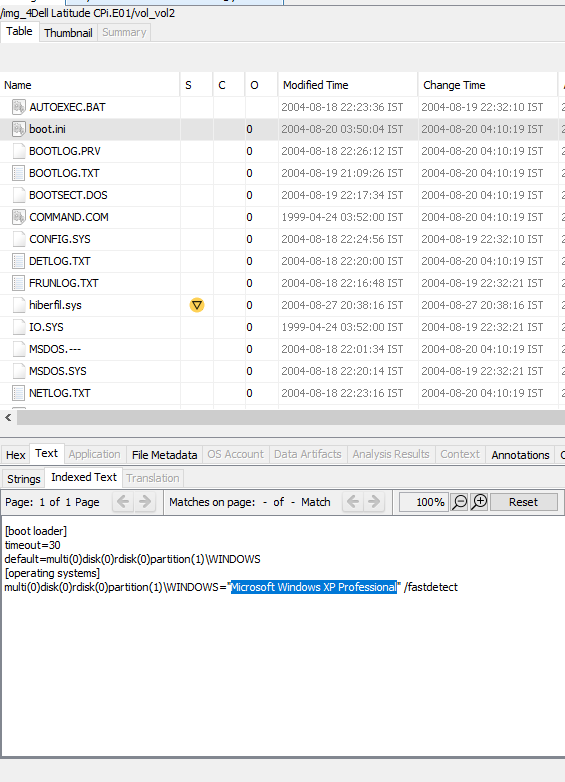 /img_4Dell Latitude CPi.E01/vol_vol2
Table Thumbnail Summary
Name S C O Modified Time Change Time
AUTOEXEC.BAT 2004-08-18 22:23:36 IST 2004-08-19 22:32:10 IST
boot.ini 0 2004-08-20 03:50:04 IST 2004-08-20 04:10:19 IST
BOOTLOG.PRV 0 2004-08-18 22:26:12 IST 2004-08-20 04:10:19 IST
BOOTLOG.TXT 0 2004-08-19 21:09:26 IST 2004-08-20 04:10:19 IST
BOOTSECT.DOS 0 2004-08-19 22:17:34 IST 2004-08-20 04:10:19 IST
COMMAND.COM 0 1999-04-24 03:52:00 IST 2004-08-20 04:10:19 IST
CONFIG.SYS 0 2004-08-18 22:24:56 IST 2004-08-20 04:10:19 IST
DETLOG.TXT 0 2004-08-18 22:20:00 IST 2004-08-20 04:10:19 IST
FRUNLOG.TXT 0 2004-08-18 22:16:48 IST 2004-08-19 22:32:21 IST
hiberfil.sys 0 2004-08-27 20:38:16 IST 2004-08-27 20:38:16 IST
IO.SYS 0 1999-04-24 03:52:00 IST 2004-08-19 22:32:21 IST
MSDOS.--- 0 2004-08-18 22:01:34 IST 2004-08-19 22:32:21 IST
MSDOS.SYS 0 2004-08-18 22:20:14 IST 2004-08-19 22:32:21 IST
NETLOG.TXT 0 2004-08-18 22:23:16 IST 2004-08-20 04:10:19 IST
Hex Text Application File Metadata OS Account Data Artifacts Analysis Results Context Annotations
Strings Indexed Text Translation
Page: 1 of 1 Page Matches on page: - of - Match 100% Reset
[boot loader]
timeout=30
default=multi(0)disk(0)rdisk(0)partition(1)\WINDOWS
[operating systems]
multi(0)disk(0)rdisk(0)partition(1)\WINDOWS="Microsoft Windows XP Professional" /fastdetect